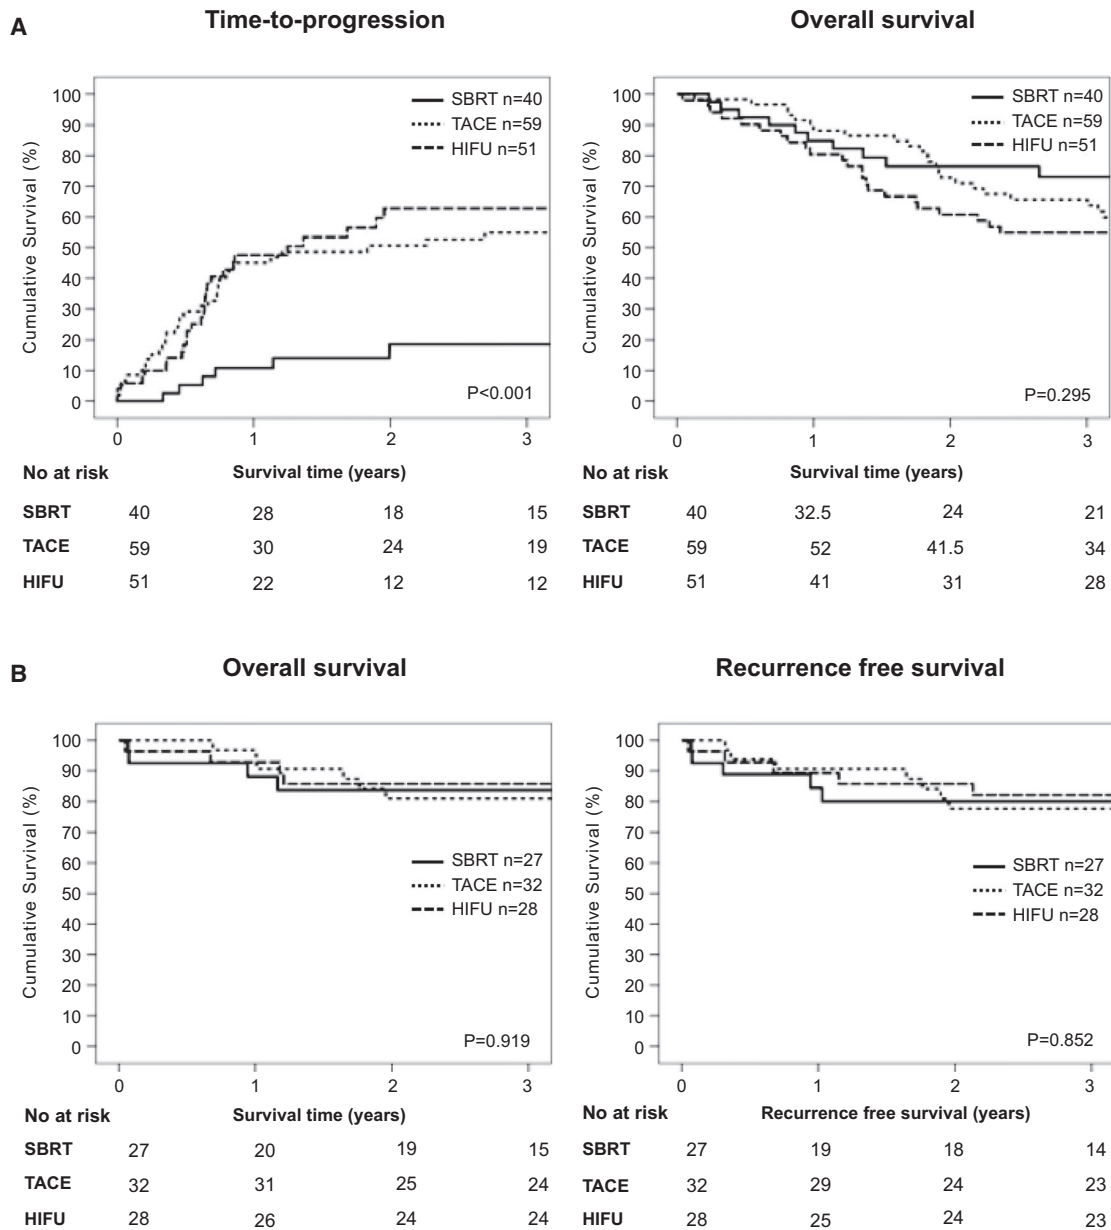 A
Time-to-progression
Cumulative Survival (%)
100
90
80
70
60
50
40
30
20
10
0
SBRT n=40
TACE n=59
HIFU n=51
P<0.001
0 1 2 3
No at risk Survival time (years)
SBRT 40 28 18 15
TACE 59 30 24 19
HIFU 51 22 12 12
Overall survival
Cumulative Survival (%)
100
90
80
70
60
50
40
30
20
10
0
SBRT n=40
TACE n=59
HIFU n=51
P=0.295
0 1 2 3
No at risk Survival time (years)
SBRT 40 32.5 24 21
TACE 59 52 41.5 34
HIFU 51 41 31 28
B
Overall survival
Cumulative Survival (%)
100
90
80
70
60
50
40
30
20
10
0
SBRT n=27
TACE n=32
HIFU n=28
P=0.919
0 1 2 3
No at risk Survival time (years)
SBRT 27 20 19 15
TACE 32 31 25 24
HIFU 28 26 24 24
Recurrence free survival
Cumulative Survival (%)
100
90
80
70
60
50
40
30
20
10
0
SBRT n=27
TACE n=32
HIFU n=28
P=0.852
0 1 2 3
No at risk Recurrence free survival (years)
SBRT 27 19 18 14
TACE 32 29 24 23
HIFU 28 25 24 23